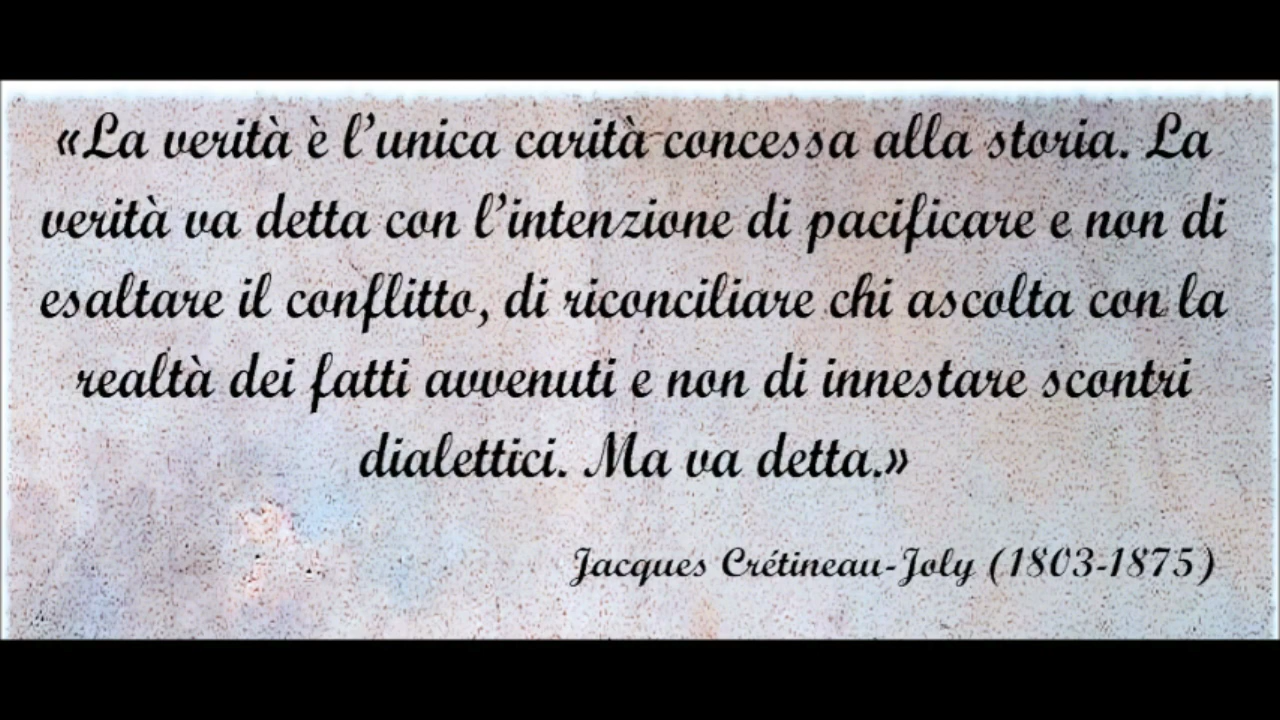 «La verità è l’unica carità concessa alla storia. La
verità va detta con l’intenzione di pacificare e non di
esaltare il conflitto, di riconciliare chi ascolta con la
realtà dei fatti avvenuti e non di innestare scontri
dialettici. Ma va detta.»
Jacques Crétineau-Joly (1803-1875)